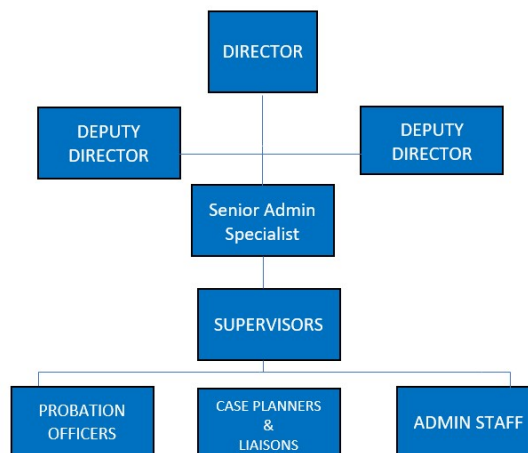 DIRECTOR
DEPUTY
DIRECTOR
DEPUTY
DIRECTOR
Senior Admin
Specialist
SUPERVISORS
PROBATION
OFFICERS
CASE PLANNERS
&
LIAISONS
ADMIN STAFF